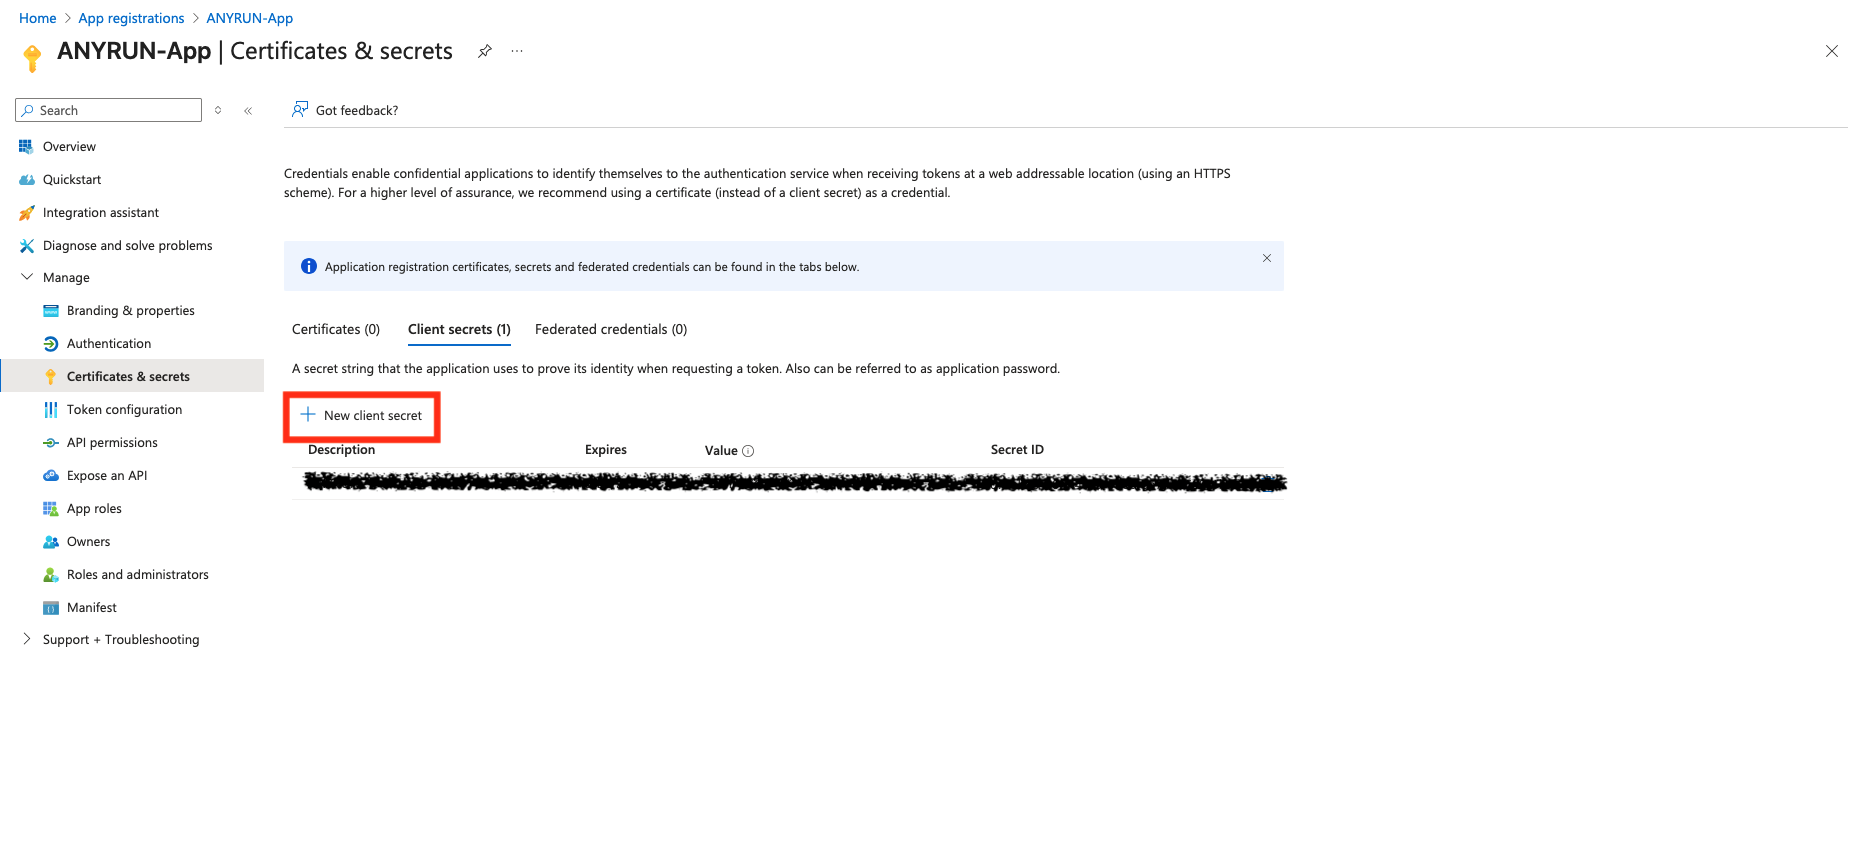 Home > App registrations > ANYRUN-App
ANYRUN-App | Certificates & secrets
Search
Got feedback?
Overview
Quickstart
Integration assistant
Diagnose and solve problems
Manage
Branding & properties
Authentication
Certificates & secrets
Token configuration
API permissions
Expose an API
App roles
Owners
Roles and administrators
Manifest
Support + Troubleshooting
Credentials enable confidential applications to identify themselves to the authentication service when receiving tokens at a web addressable location (using an HTTPS
scheme). For a higher level of assurance, we recommend using a certificate (instead of a client secret) as a credential.
Application registration certificates, secrets and federated credentials can be found in the tabs below.
Certificates (0) Client secrets (1) Federated credentials (0)
A secret string that the application uses to prove its identity when requesting a token. Also can be referred to as application password.
New client secret
Description Expires Value Secret ID